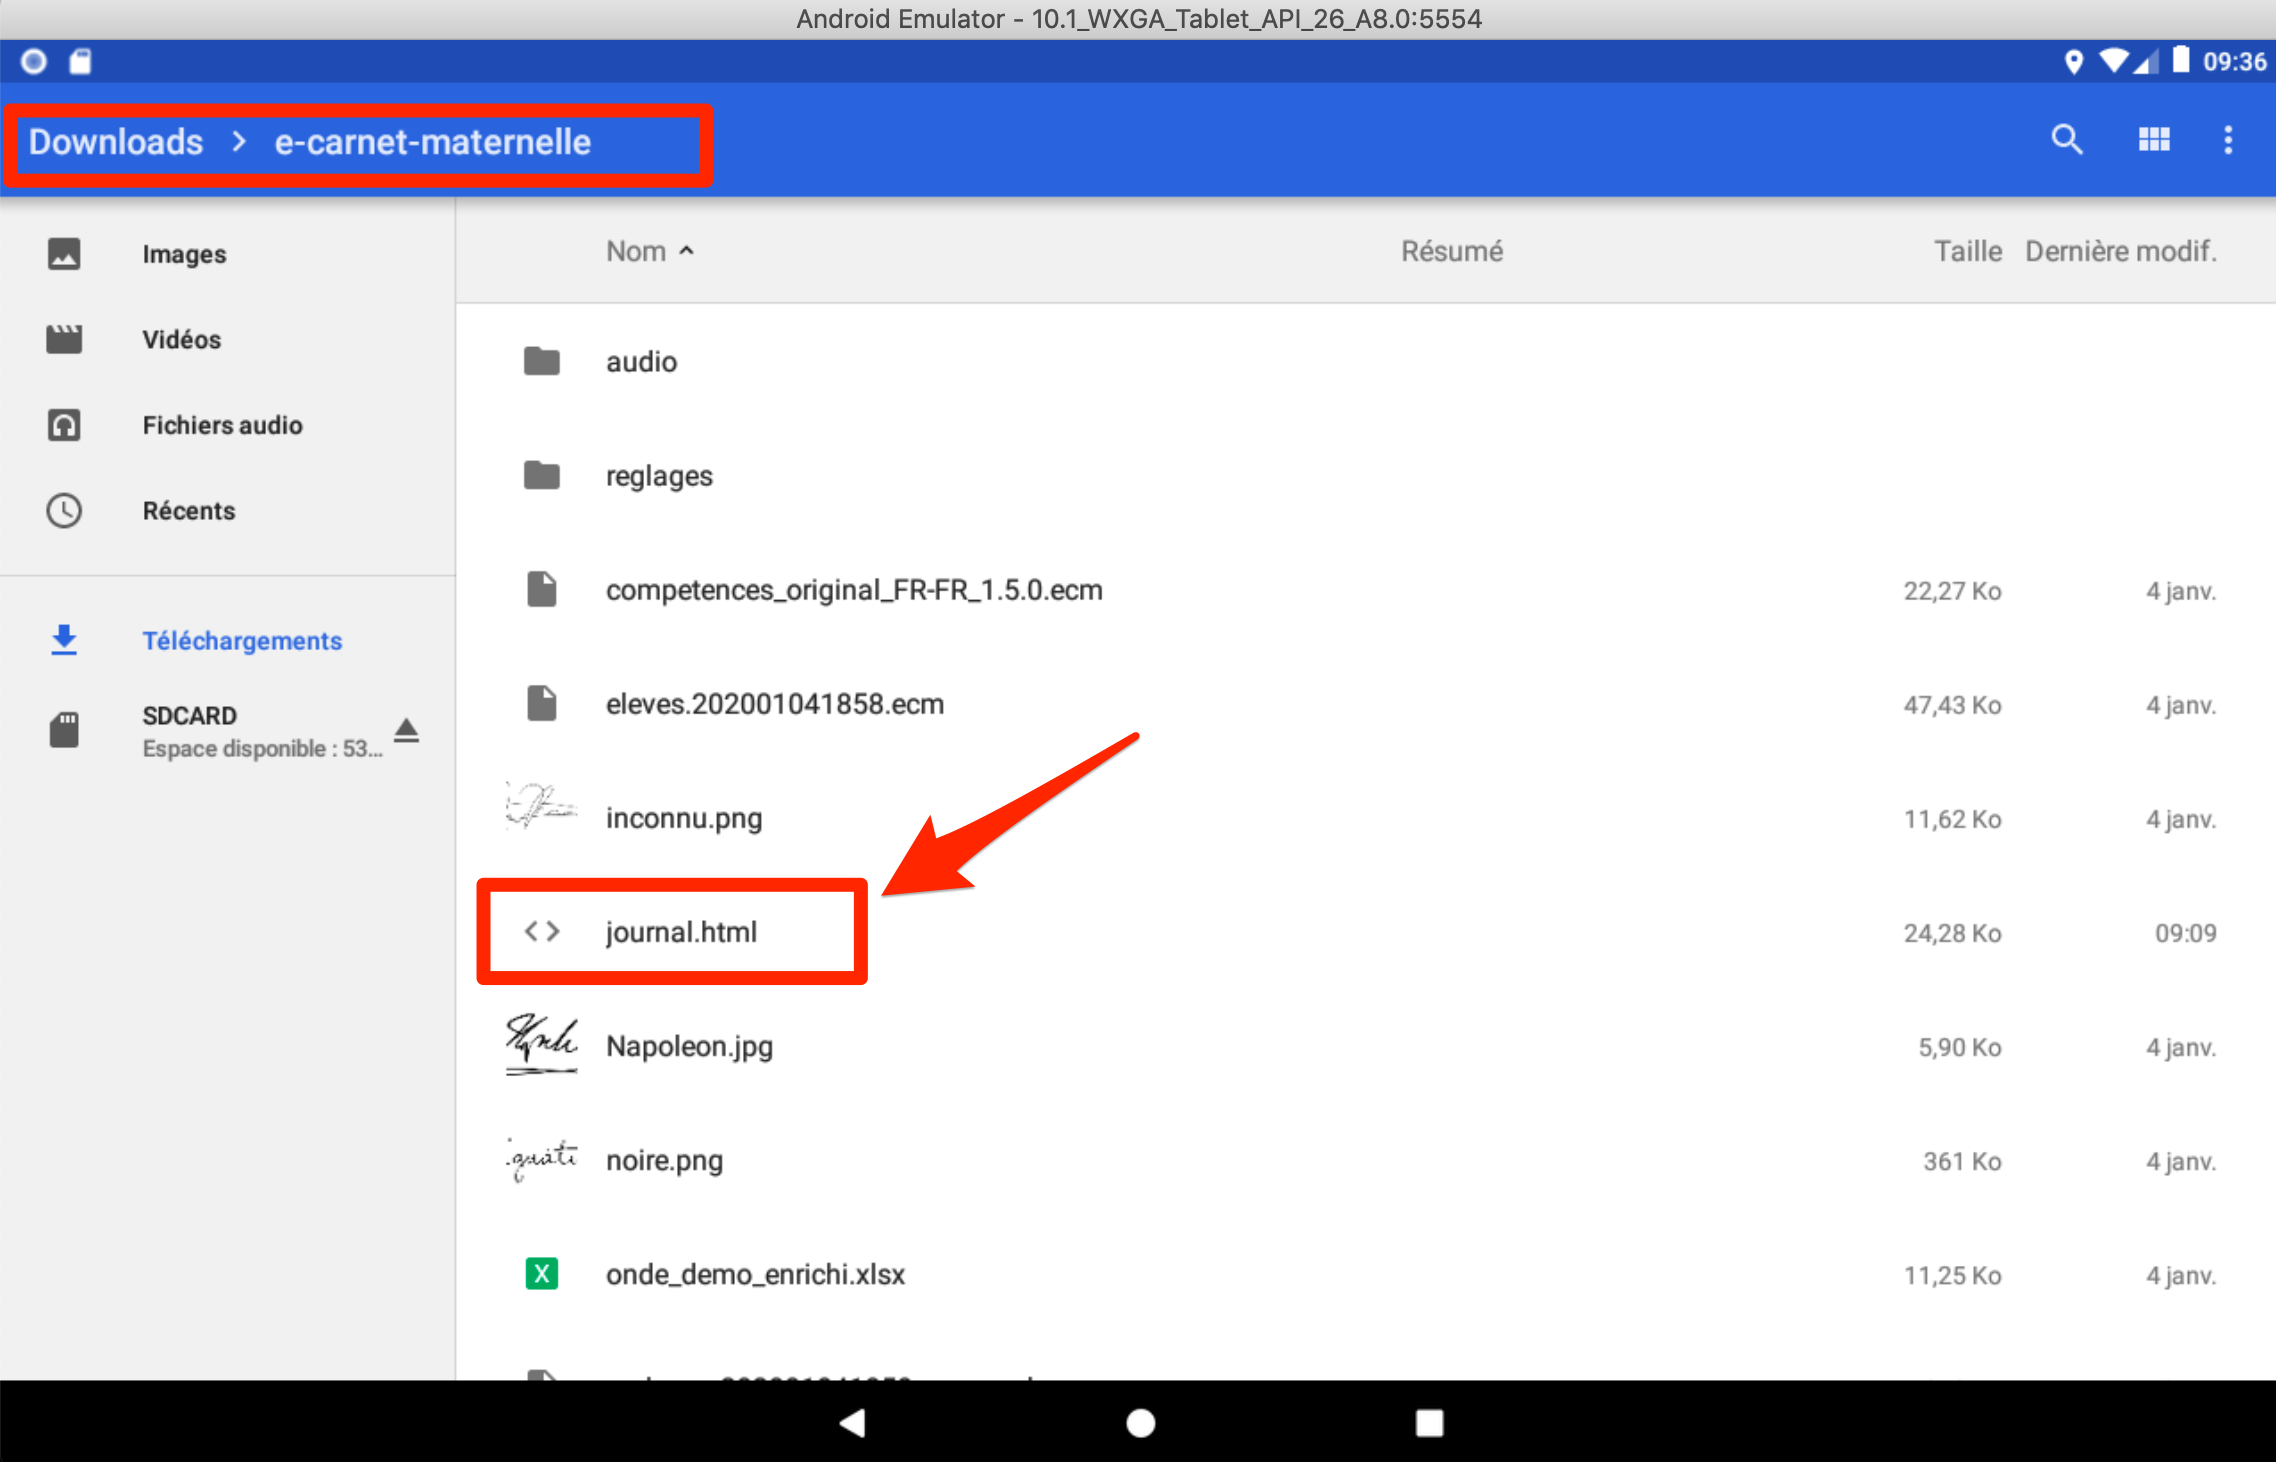 Android Emulator - 10.1_WXGA_Tablet_API_26_A8.0:5554
09:36
Downloads > e-carnet-maternelle
Images
Vidéos
Fichiers audio
Récents
Téléchargements
SDCARD
Espace disponible : 53...
Nom Résumé Taille Dernière modif.
audio
reglages
competences_original_FR-FR_1.5.0.ecm 22,27 Ko 4 janv.
eleves.202001041858.ecm 47,43 Ko 4 janv.
inconnu.png 11,62 Ko 4 janv.
journal.html 24,28 Ko 09:09
Napoleon.jpg 5,90 Ko 4 janv.
noire.png 361 Ko 4 janv.
X onde_demo_enrichi.xlsx 11,25 Ko 4 janv.